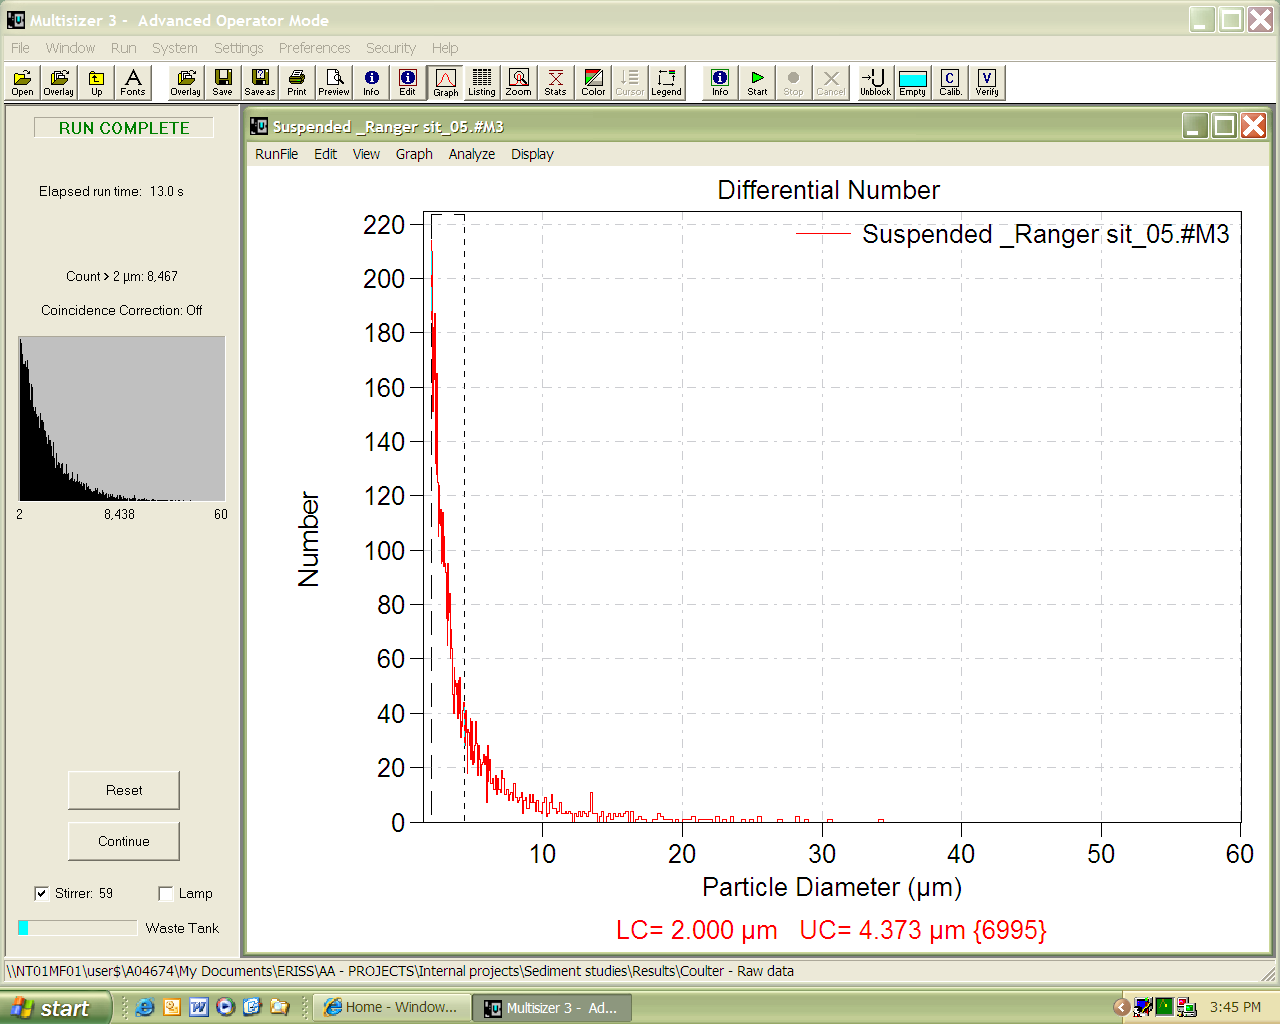 Multisizer 3 - Advanced Operator Mode
File Window Run System Settings Preferences Security Help
Open Overlay Up Fonts Overlay Save Save as Print Preview Info Edit Graph Listing Zoom Stats Color Cursor Legend Info Start Stop Cancel Unblock Empty Calib. Verify
RUN COMPLETE
Elapsed run time: 13.0 s
Count > 2 µm: 8,467
Coincidence Correction: Off
2 8,438 60
Reset
Continue
Stirrer: 59 Lamp
Waste Tank
Suspended _Ranger sit_05.#M3
RunFile Edit View Graph Analyze Display
Differential Number
Suspended _Ranger sit_05.#M3
220
200
180
160
140
120
100
80
60
40
20
0
Number
10 20 30 40 50 60
Particle Diameter (µm)
LC= 2.000 µm UC= 4.373 µm {6995}
\\NT01MF01\user$\A04674\My Documents\ERISS\AA - PROJECTS\Internal projects\Sediment studies\Results\Coulter - Raw data
start Home - Window... Multisizer 3 - Ad... 3:45 PM